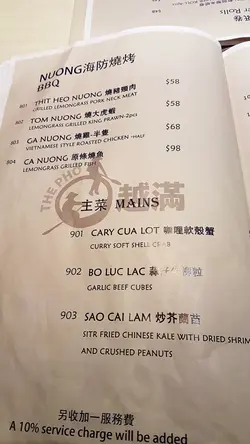 r Rolls
NUONG海防燒烤
BBQ
801 THIT HEO NUONG 燒豬頸肉 $58
GRILLED LEMONGRASS PORK NECK MEAT
802 TOM NUONG 燒大虎蝦 $58
LEMONGRASS GRILLED KING PRAWN-2pcs
803 GA NUONG 燒雞-半隻 $68
VIETNAMESE STYLE ROASTED CHICKEN -HALF
804 CA NUONG 原條燒魚 $98
LEMONGRASS GRILLED FISH
THE PHO 越滿
主菜 MAINS
901 CARY CUA LOT 咖喱軟殼蟹
CURRY SOFT SHELL CRAB
902 BO LUC LAC 粒
GARLIC BEEF CUBES
903 SAO CAI LAM 炒芥蘭苗
SITR FRIED CHINESE KALE WITH DRIED SHRIM
AND CRUSHED PEANUTS
另收加一服務費
A 10% service charge will be added